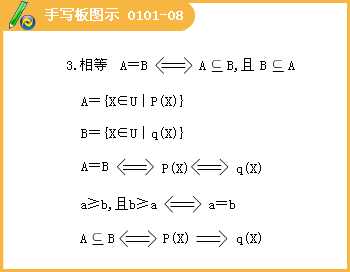 手写板图示 0101-08
3.相等 A=B ⟺ A⊆B,且 B⊆A
A={X∈U|P(X)}
B={X∈U|q(X)}
A=B ⟺ P(X)⟺ q(X)
a≥b,且b≥a ⟺ a=b
A⊆B⟺ P(X) ⟹ q(X)